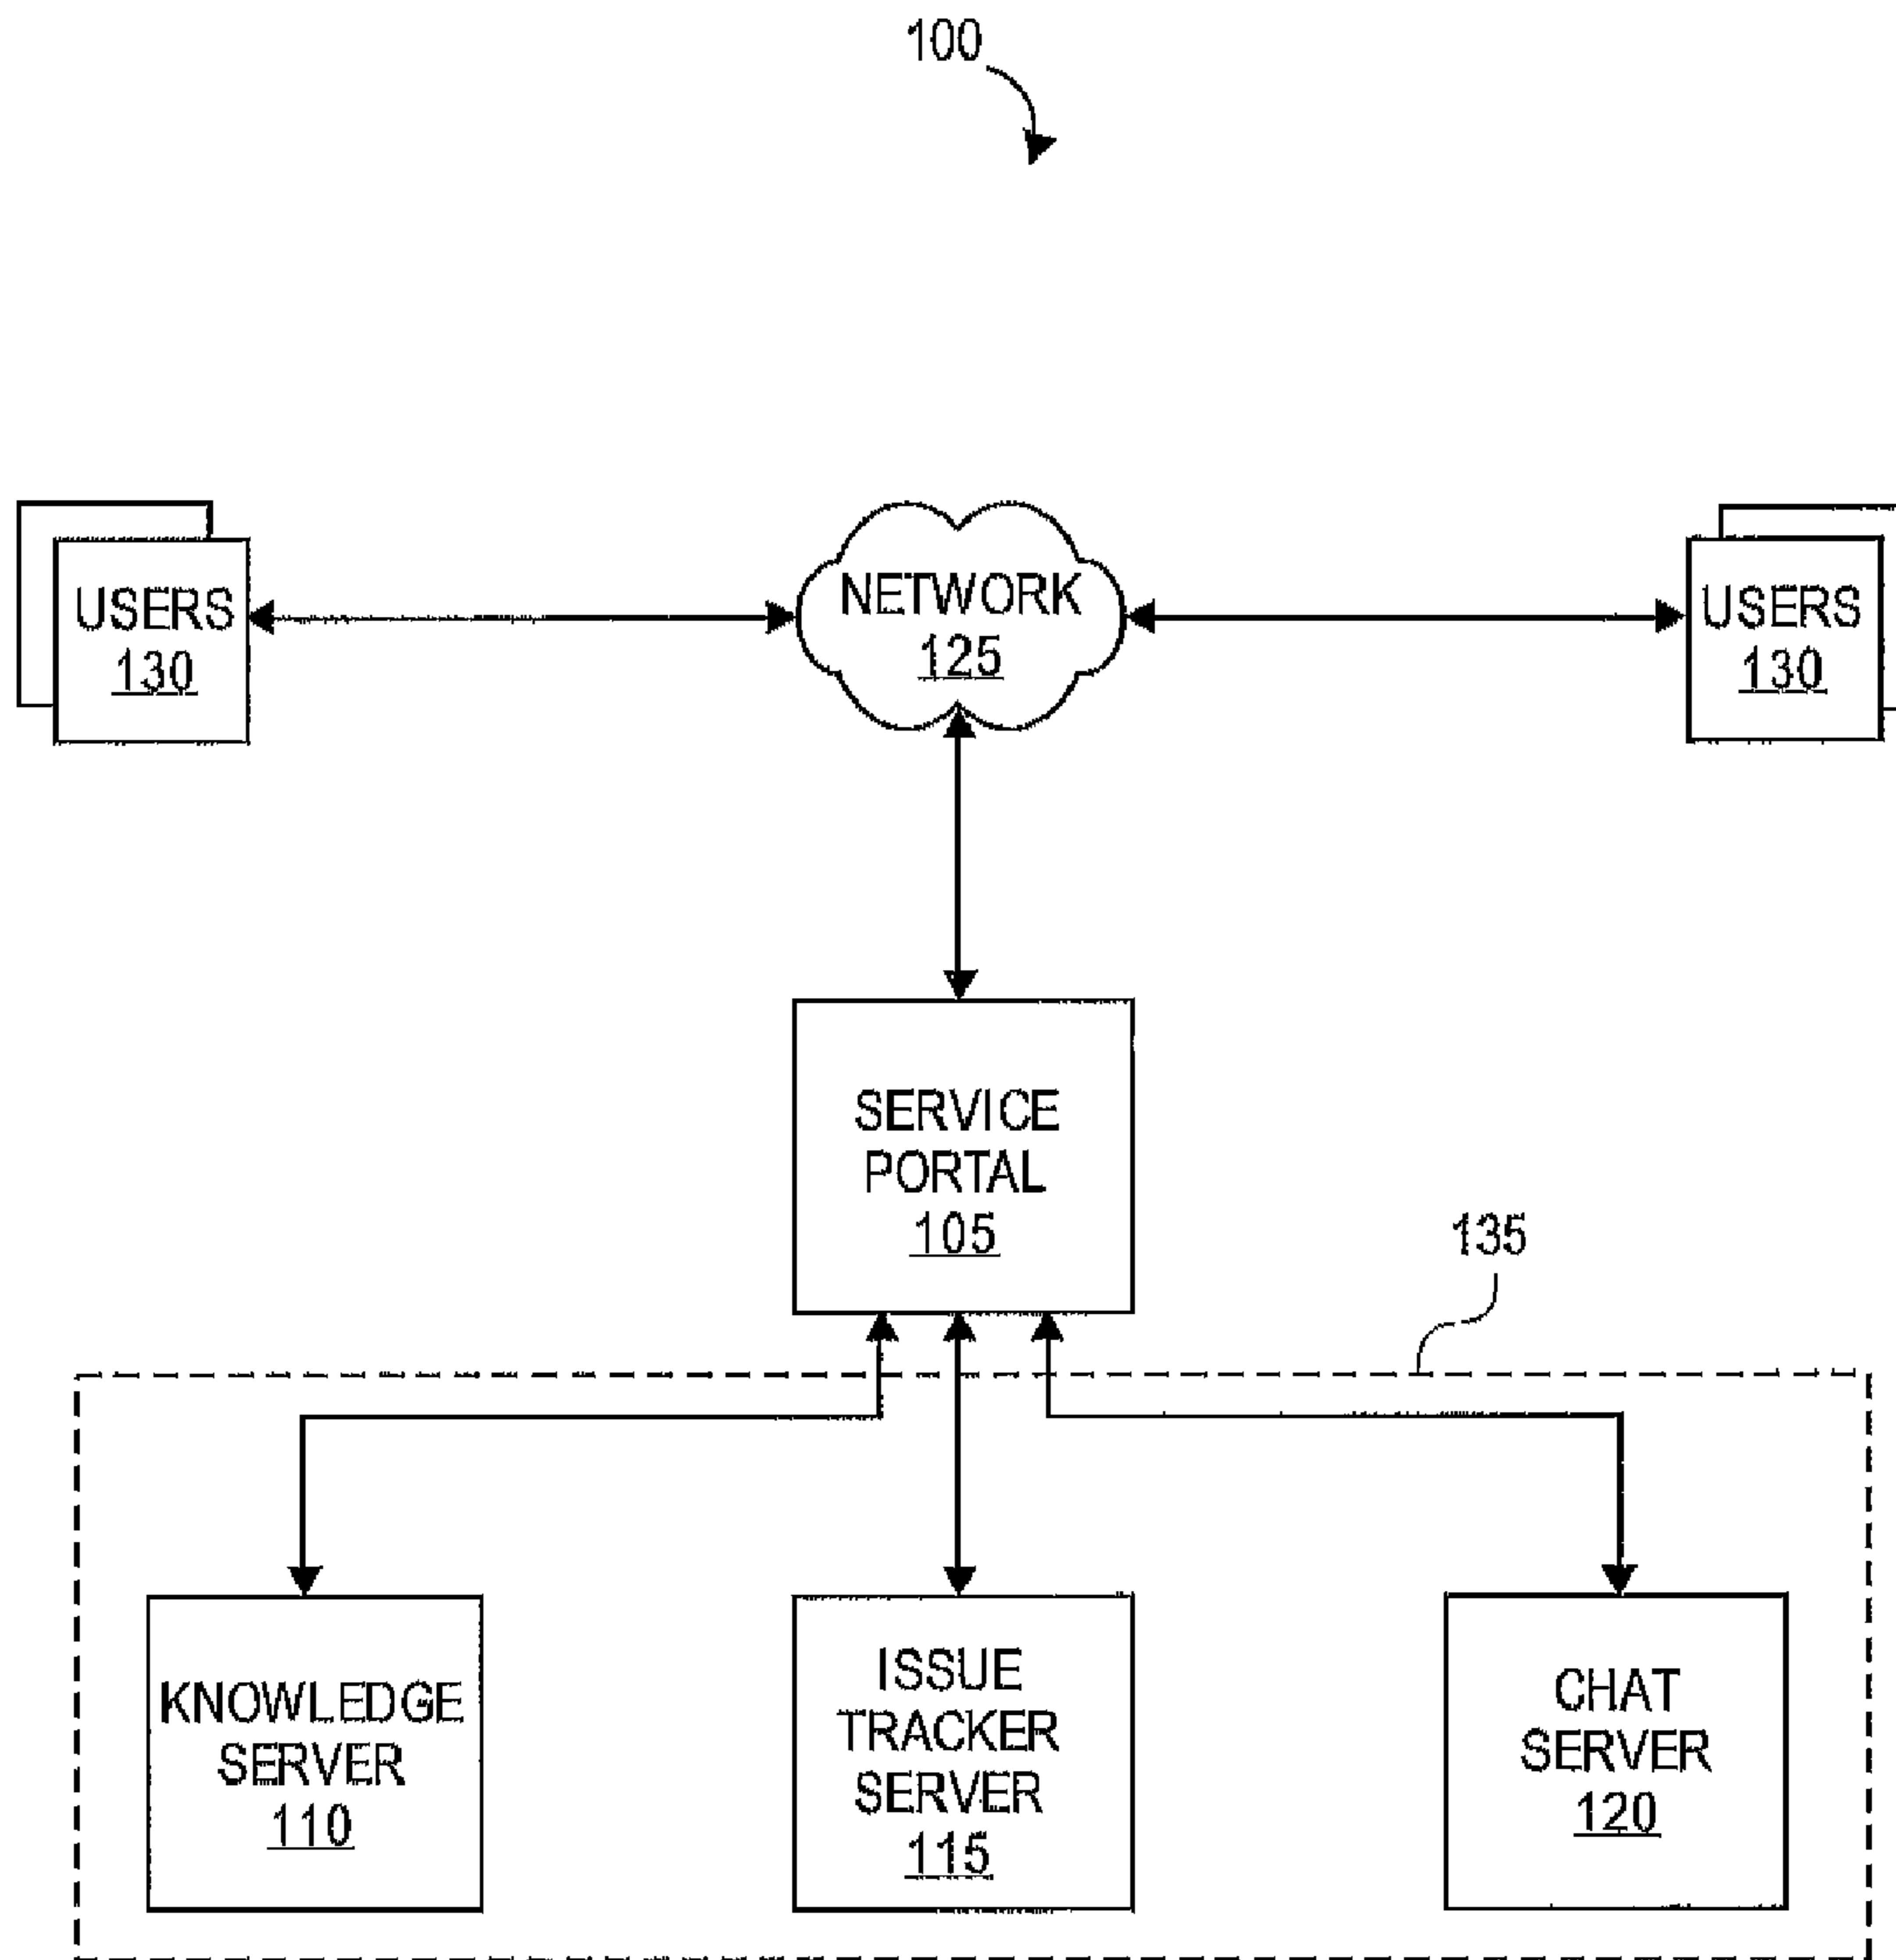 100
USERS
130
NETWORK
125
USERS
130
SERVICE
PORTAL
105
135
KNOWLEDGE
SERVER
110
ISSUE
TRACKER
SERVER
115
CHAT
SERVER
120